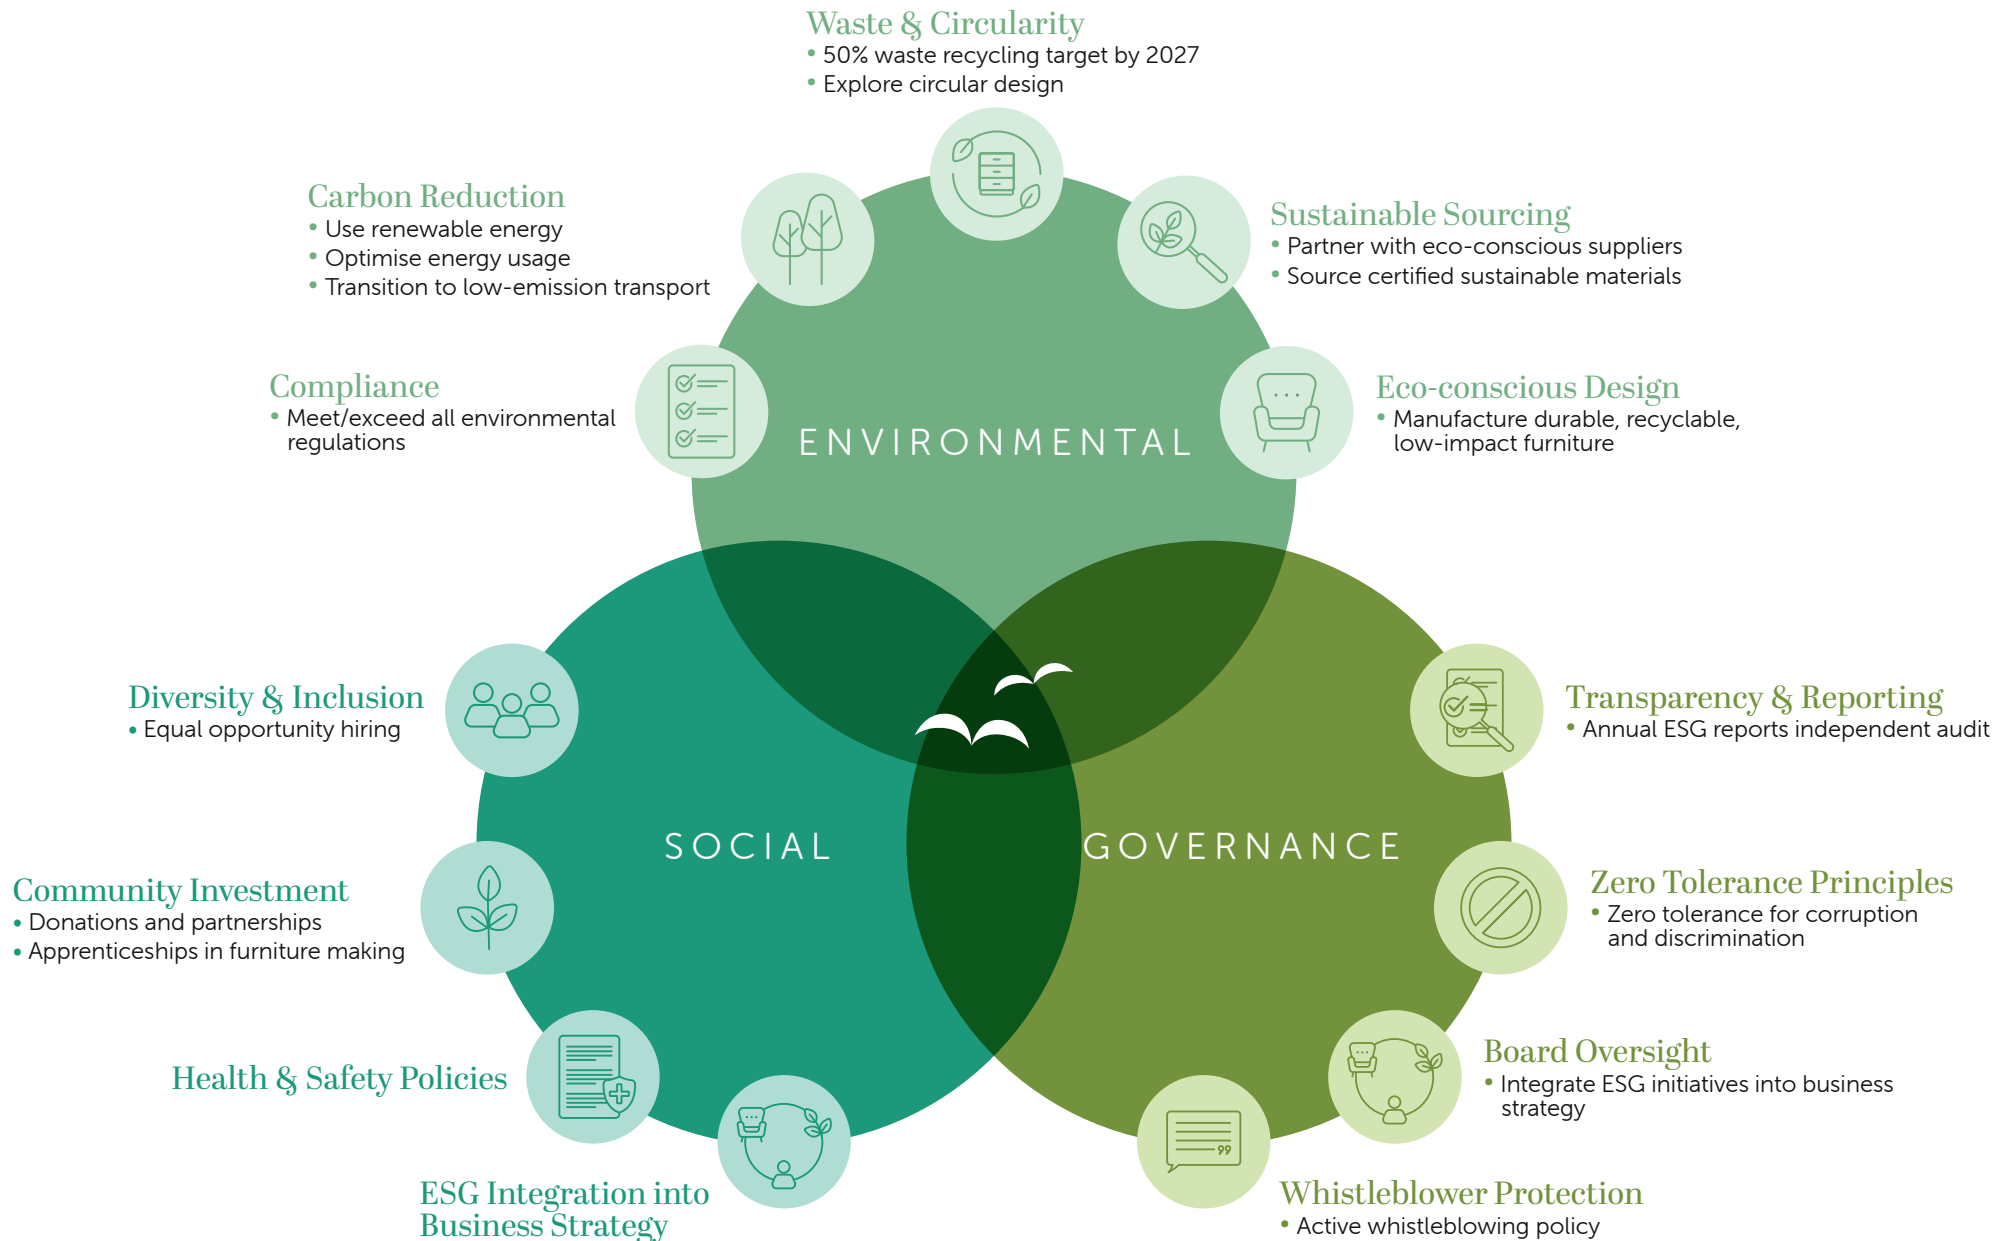 Waste & Circularity
• 50% waste recycling target by 2027
• Explore circular design
Carbon Reduction
• Use renewable energy
• Optimise energy usage
• Transition to low-emission transport
Sustainable Sourcing
• Partner with eco-conscious suppliers
• Source certified sustainable materials
Compliance
• Meet/exceed all environmental
regulations
Eco-conscious Design
• Manufacture durable, recyclable,
low-impact furniture
ENVIRONMENTAL
Diversity & Inclusion
• Equal opportunity hiring
Transparency & Reporting
• Annual ESG reports independent audit
SOCIAL
GOVERNANCE
Community Investment
• Donations and partnerships
• Apprenticeships in furniture making
Zero Tolerance Principles
• Zero tolerance for corruption
and discrimination
Health & Safety Policies
Board Oversight
• Integrate ESG initiatives into business
strategy
ESG Integration into
Business Strategy
Whistleblower Protection
• Active whistleblowing policy